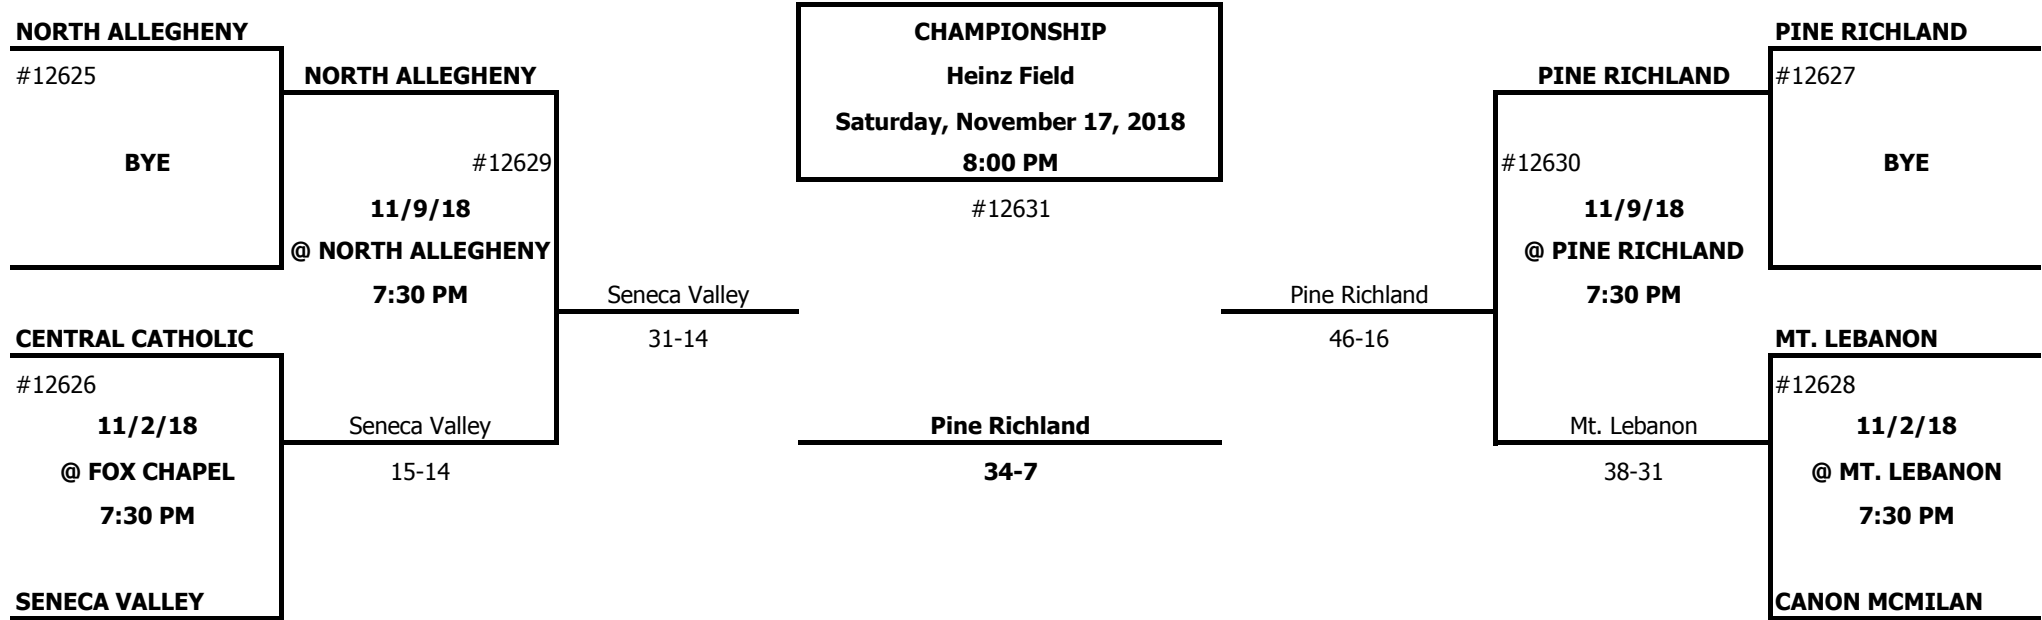 NORTH ALLEGHENY
#12625
BYE
NORTH ALLEGHENY
#12629
11/9/18
@ NORTH ALLEGHENY
7:30 PM
CENTRAL CATHOLIC
#12626
11/2/18
@ FOX CHAPEL
7:30 PM
SENECA VALLEY
Seneca Valley
15-14
Seneca Valley
31-14
CHAMPIONSHIP
Heinz Field
Saturday, November 17, 2018
8:00 PM
#12631
Pine Richland
34-7
Pine Richland
46-16
PINE RICHLAND
#12630
11/9/18
@ PINE RICHLAND
7:30 PM
Mt. Lebanon
38-31
PINE RICHLAND
#12627
BYE
MT. LEBANON
#12628
11/2/18
@ MT. LEBANON
7:30 PM
CANON MCMILAN